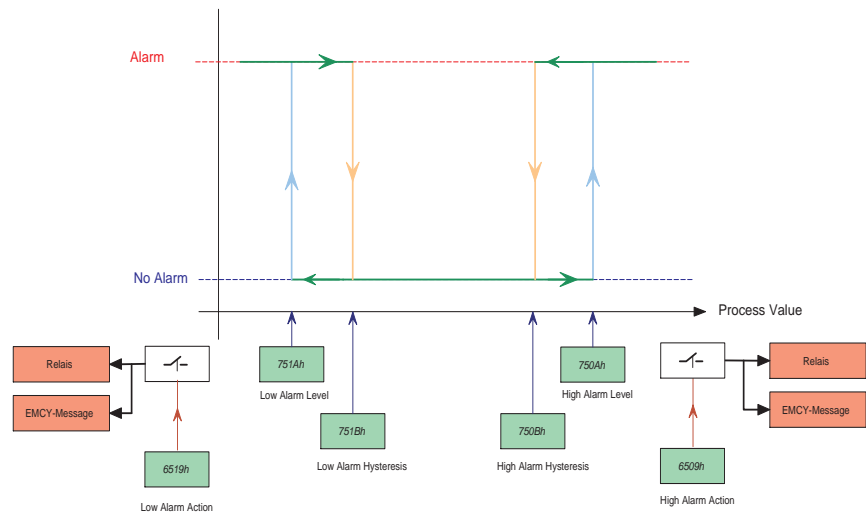 Alarm
No Alarm
Process Value
Relais
751Ah
750Ah
Relais
Low Alarm Level
High Alarm Level
EMCY-Message
751Bh
750Bh
EMCY-Message
6519h
Low Alarm Hysteresis
High Alarm Hysteresis
6509h
Low Alarm Action
High Alarm Action